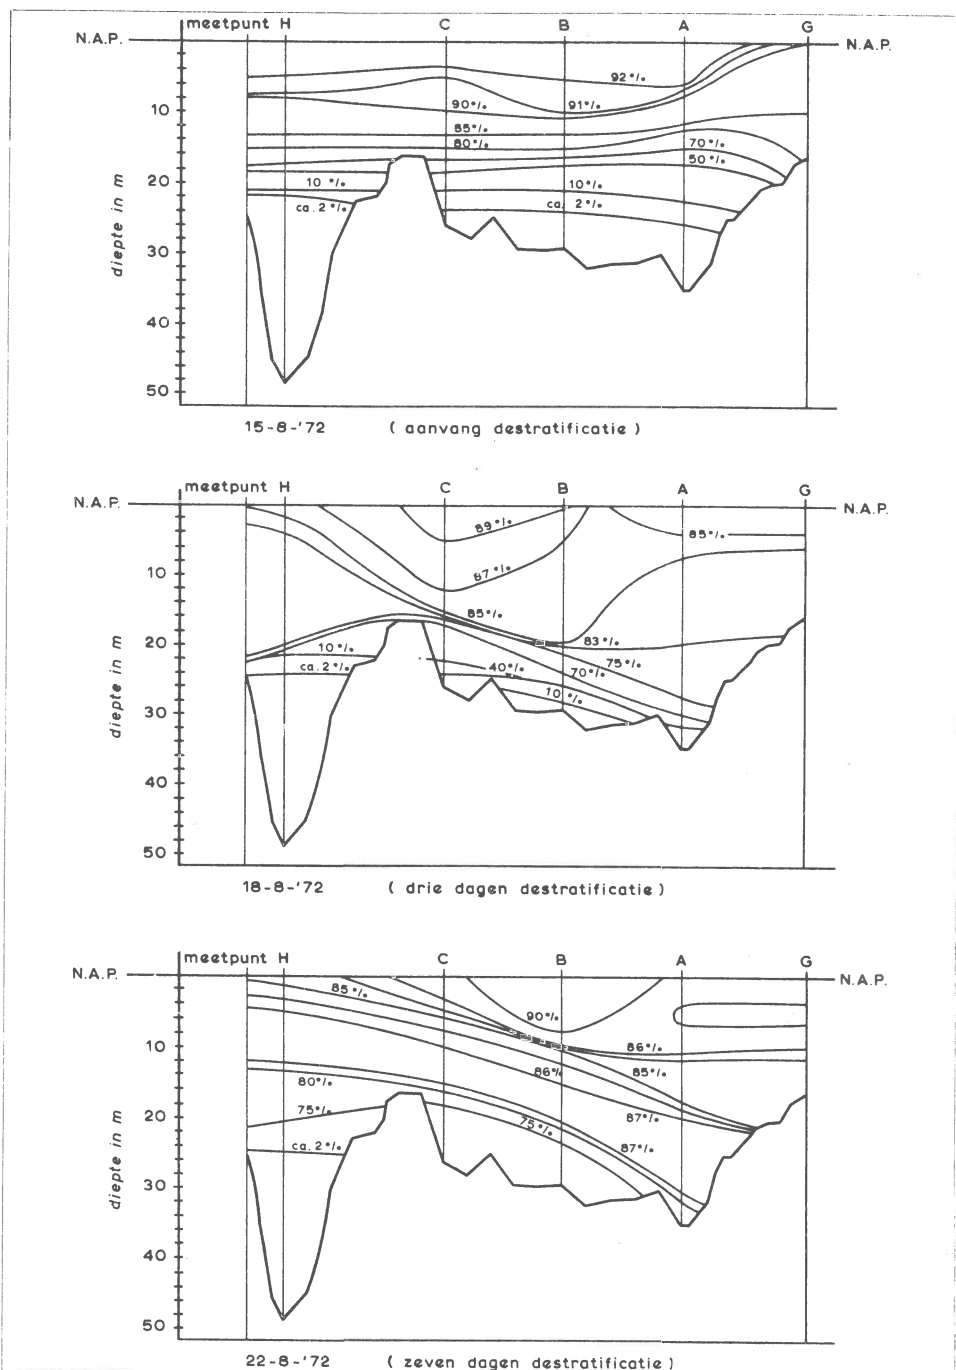 meetpunt H C B A G
N.A.P. N.A.P.
92%
90% 91%
10
85%
80% 70%
50%
20
10% 10%
ca. 2% ca. 2%
30
40
50
diepte in m
15-8-'72 (aanvang destratificatie)
meetpunt H C B A G
N.A.P. N.A.P.
89% 85%
87%
10
85%
20
83%
10% 75%
ca. 2% 40% 70%
10%
30
40
50
diepte in m
18-8-'72 (drie dagen destratificatie)
meetpunt H C B A G
N.A.P. N.A.P.
85%
90%
10
86%
86% 85%
80%
75% 87%
20
75%
ca. 2% 87%
30
40
50
diepte in m
22-8-'72 (zeven dagen destratificatie)